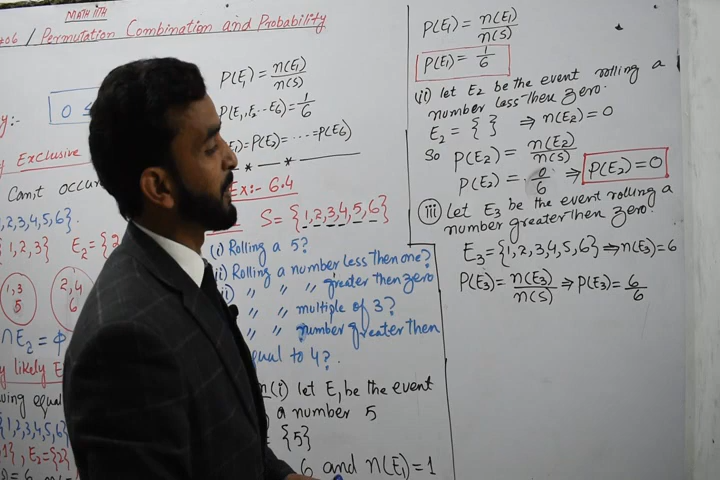 MATH 11TH
#06 / Permutation Combination and Probability
0 ≤
y:-
Exclusive
Can,t occur
1,2,3,4,5,6}.
{1,2,3} E₂={2
1,3
5
2,4
6
∩ E₂ = Φ
y likely E
ving equal
{1,2,3,4,5,6}
1}, E₂={2}
P(E₁) = n(E₁)/n(S)
P(E₁,E₂...E6) = 1/6
E₁)=P(E₂)=.....=P(E6)
Ex:- 6.4
S= {1,2,3,4,5,6}
(i) Rolling a 5?
(ii) Rolling a number less then one?
(iii) " " " greater then zero
" " multiple of 3?
" " number greater then
equal to 4?
n(i) let E₁ be the event
a number 5
= {5}
6 and n(E₁)=1
P(E₁) = n(E₁)/n(S)
P(E₁) = 1/6
(ii) let E₂ be the event rolling a
number less then zero.
E₂ = { } ⇒ n(E₂)=0
So P(E₂) = n(E₂)/n(S)
P(E₂) = 0/6 ⇒ P(E₂)=0
(iii) Let E₃ be the event rolling a
number greater then zero.
E₃={1,2,3,4,5,6}⇒n(E₃)=6
P(E₃)= n(E₃)/n(S) ⇒ P(E₃)= 6/6